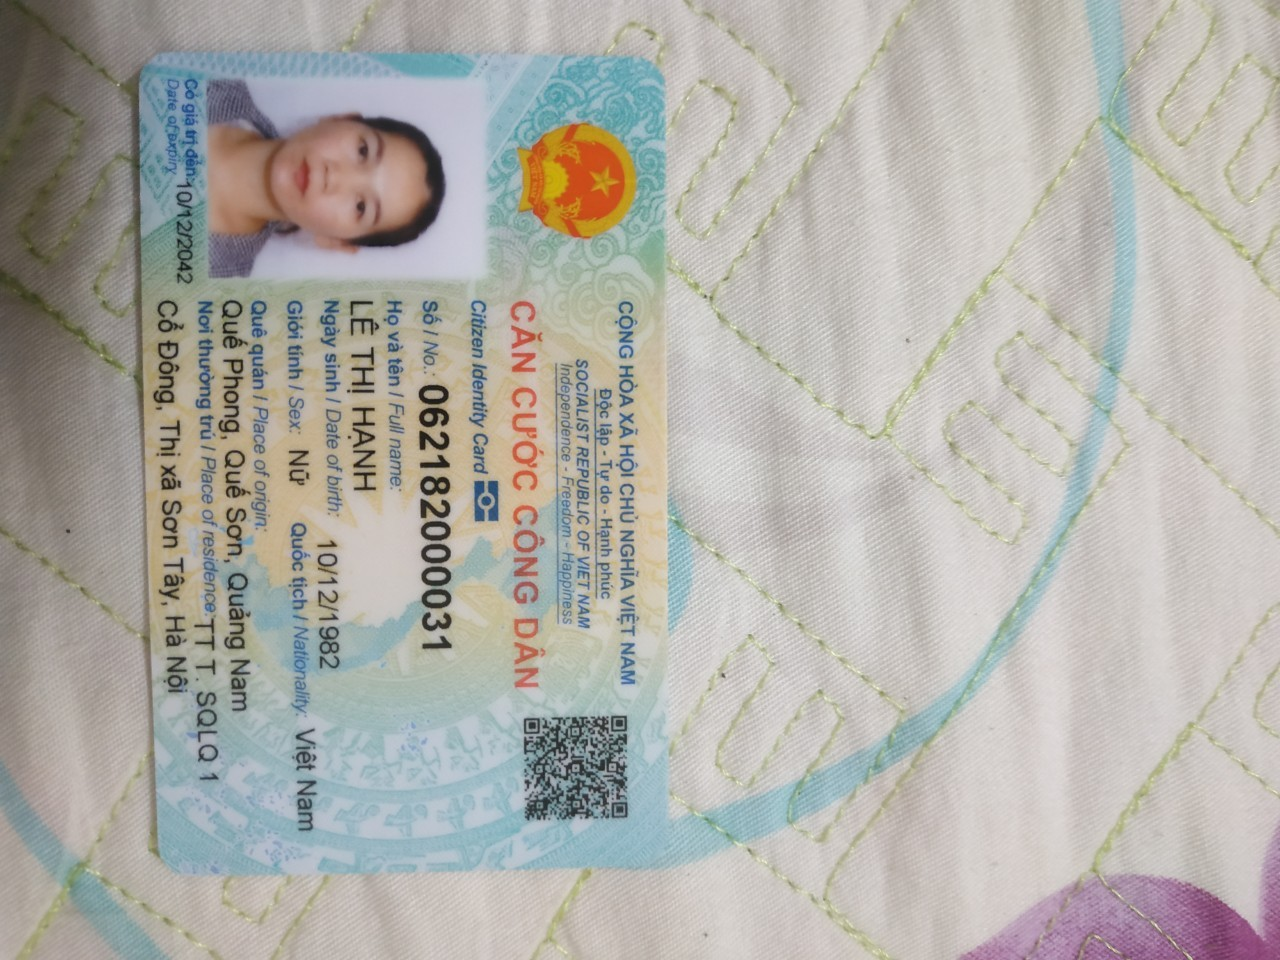 CỘNG HÒA XÃ HỘI CHỦ NGHĨA VIỆT NAM
Độc lập - Tự do - Hạnh phúc
SOCIALIST REPUBLIC OF VIET NAM
Independence - Freedom - Happiness
CĂN CƯỚC CÔNG DÂN
Citizen Identity Card
Số / No.: 062182000031
Họ và tên / Full name:
LÊ THỊ HẠNH
Ngày sinh / Date of birth: 10/12/1982
Giới tính / Sex: Nữ Quốc tịch / Nationality: Việt Nam
Quê quán / Place of origin:
Quế Phong, Quế Sơn, Quảng Nam
Nơi thường trú / Place of residence: TT T. SQLQ 1
Cổ Đông, Thị xã Sơn Tây, Hà Nội
Có giá trị đến: 10/12/2042
Date of expiry